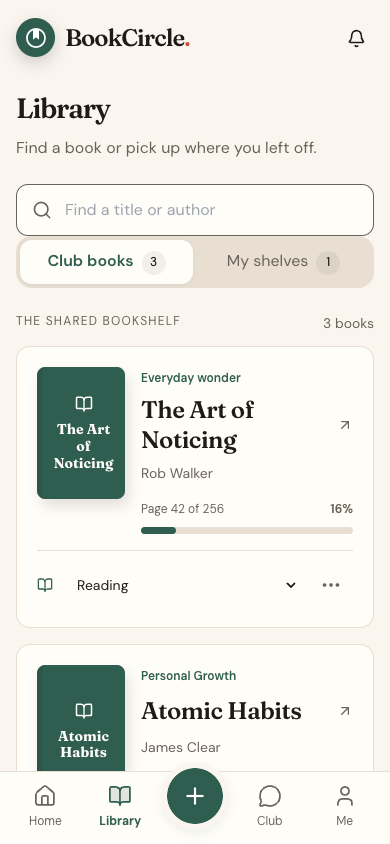 BookCircle.
Library
Find a book or pick up where you left off.
Find a title or author
Club books 3
My shelves 1
THE SHARED BOOKSHELF
3 books
The Art
of
Noticing
Everyday wonder
The Art of
Noticing
Rob Walker
Page 42 of 256
16%
Reading
Atomic
Habits
Personal Growth
Atomic Habits
James Clear
Home
Library
Club
Me